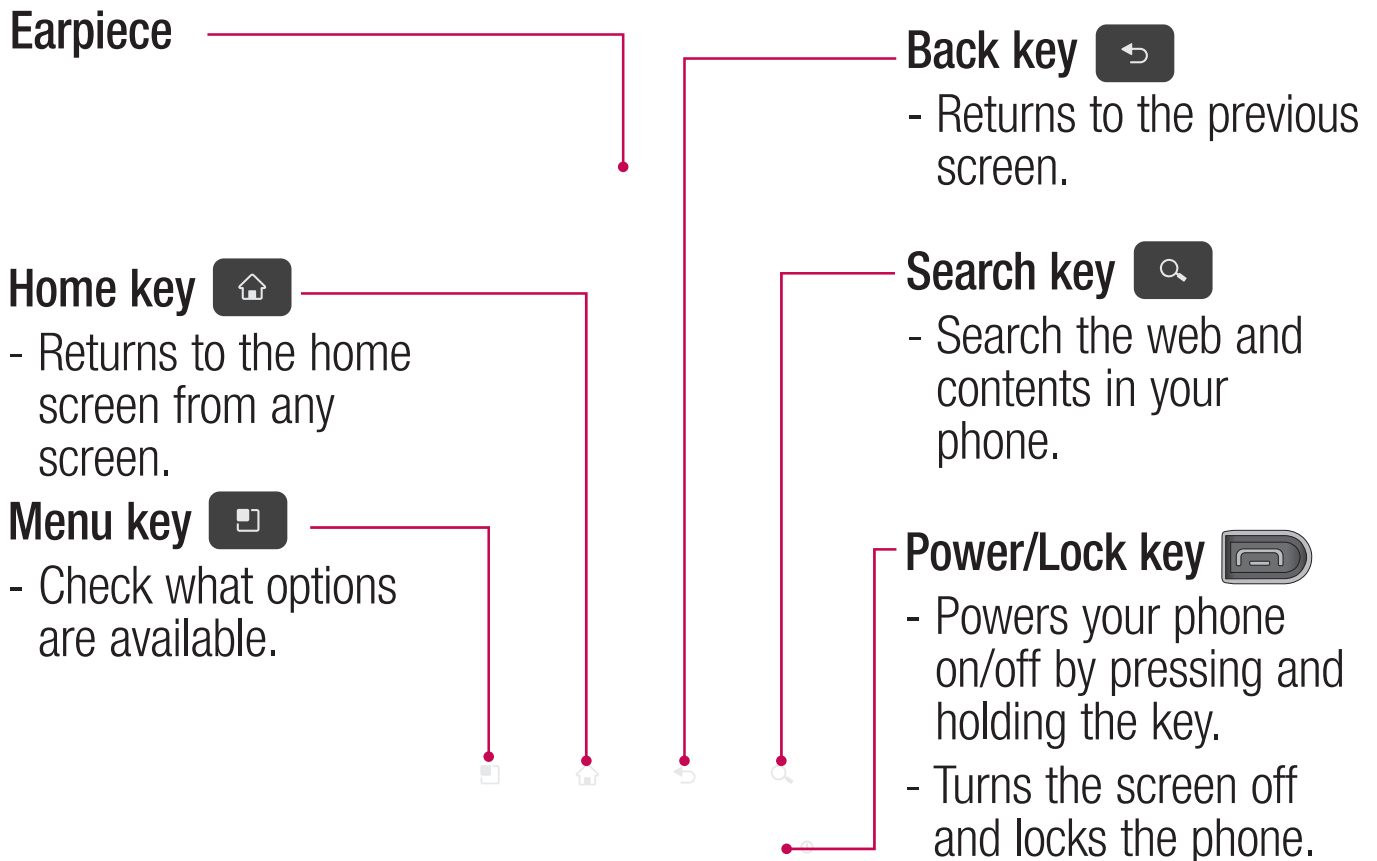 Earpiece
Home key
- Returns to the home
screen from any
screen.
Menu key
- Check what options
are available.
Back key
- Returns to the previous
screen.
Search key
- Search the web and
contents in your
phone.
Power/Lock key
- Powers your phone
on/off by pressing and
holding the key.
- Turns the screen off
and locks the phone.